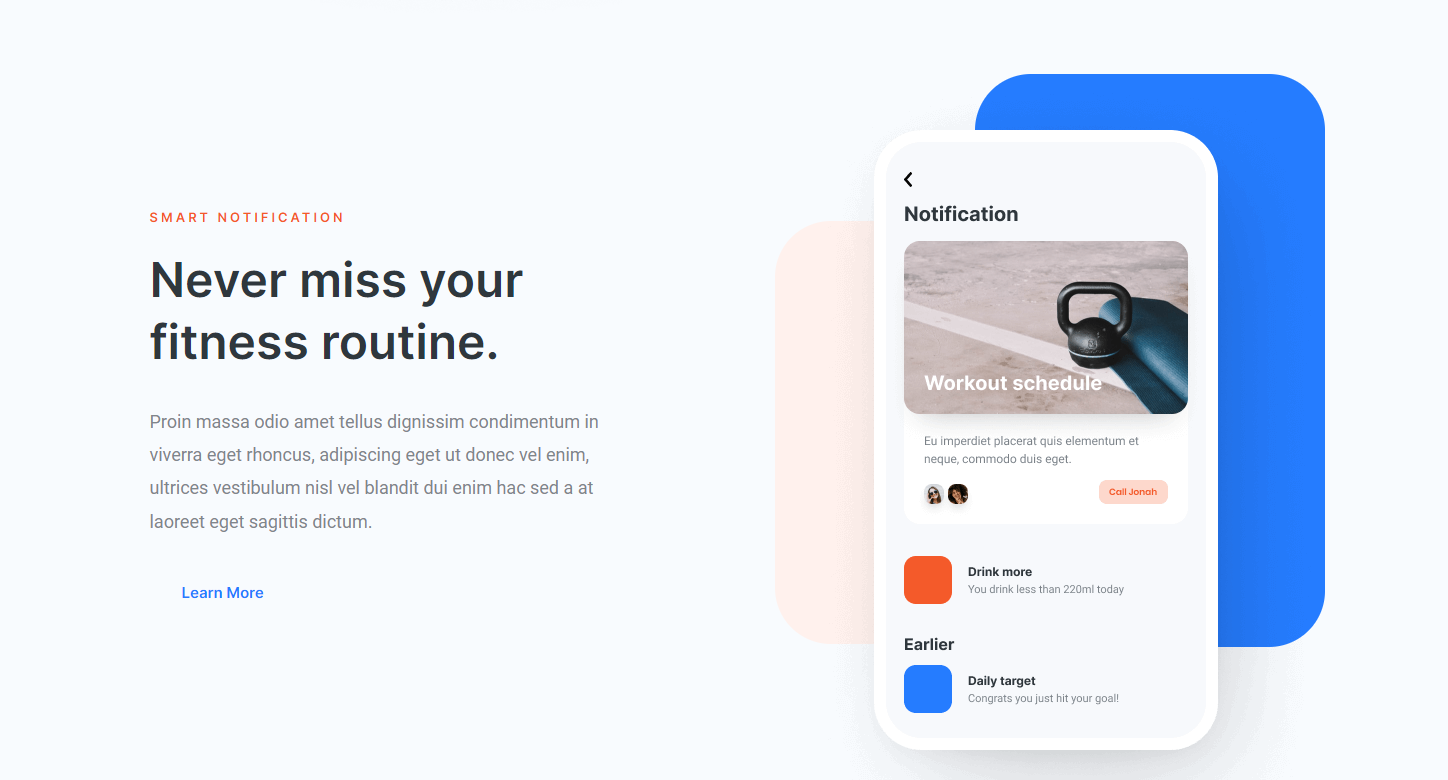 SMART NOTIFICATION
Never miss your
fitness routine.
Proin massa odio amet tellus dignissim condimentum in
viverra eget rhoncus, adipiscing eget ut donec vel enim,
ultrices vestibulum nisl vel blandit dui enim hac sed a at
laoreet eget sagittis dictum.
Learn More
Notification
Workout schedule
Eu imperdiet placerat quis elementum et
neque, commodo duis eget.
Call Jonah
Drink more
You drink less than 220ml today
Earlier
Daily target
Congrats you just hit your goal!